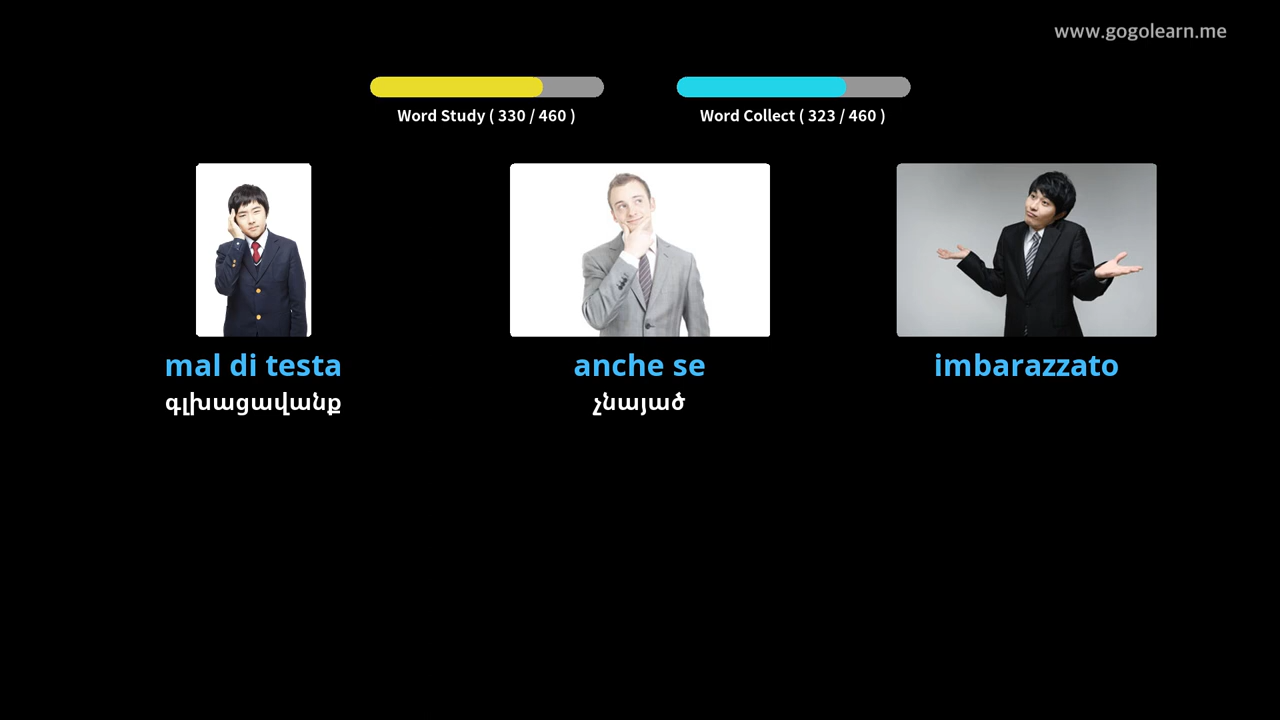 www.gogolearn.me
Word Study ( 330 / 460 )
Word Collect ( 323 / 460 )
mal di testa
գլխացավանք
anche se
չնայած
imbarazzato